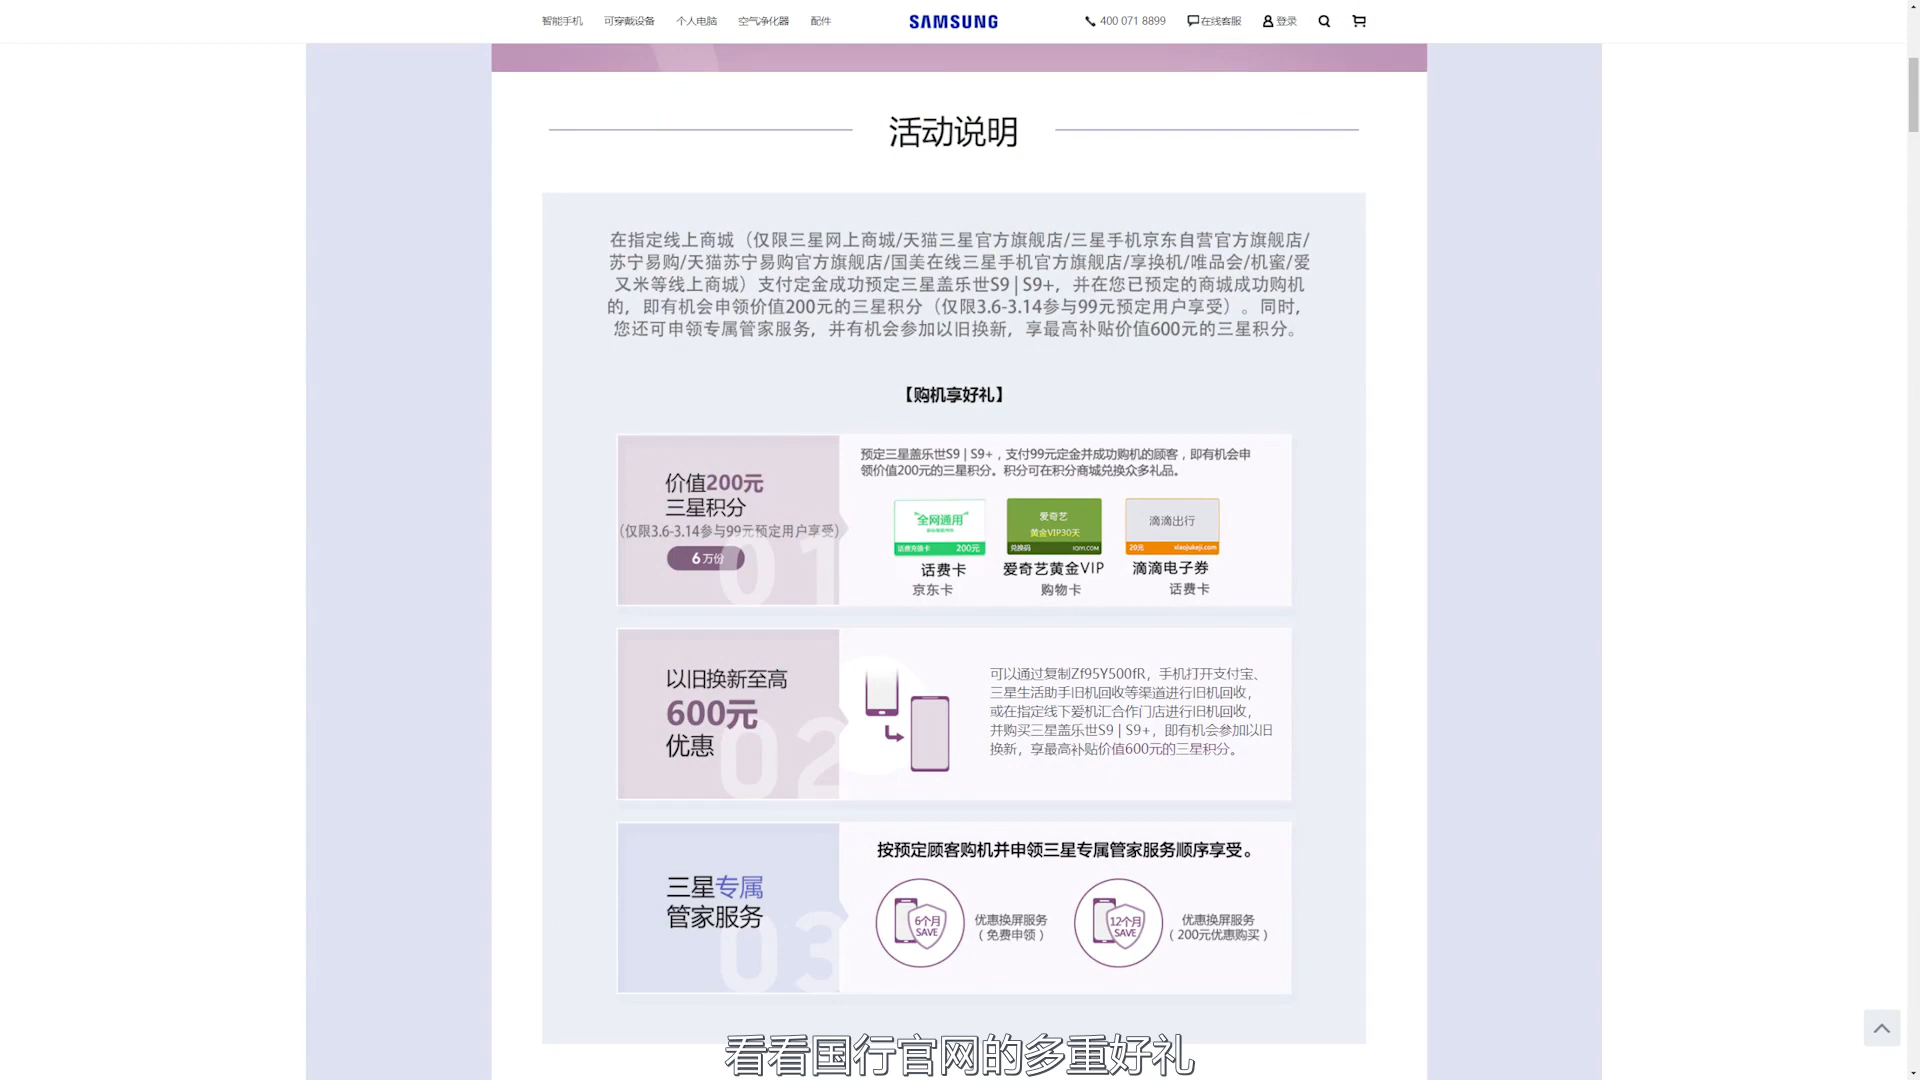 智能手机 可穿戴设备 个人电脑 空气净化器 配件 SAMSUNG 400 071 8899 在线客服 登录
活动说明
在指定线上商城（仅限三星网上商城/天猫三星官方旗舰店/三星手机京东自营官方旗舰店/
苏宁易购/天猫苏宁易购官方旗舰店/国美在线三星手机官方旗舰店/享换机/唯品会/机蜜/爱
又米等线上商城）支付定金成功预定三星盖乐世S9 | S9+，并在您已预定的商城成功购机
的，即有机会申领价值200元的三星积分（仅限3.6-3.14参与99元预定用户享受）。同时，
您还可申领专属管家服务，并有机会参加以旧换新，享最高补贴价值600元的三星积分。
【购机享好礼】
价值200元
三星积分
（仅限3.6-3.14参与99元预定用户享受）
6万份
01
预定三星盖乐世S9 | S9+，支付99元定金并成功购机的顾客，即有机会申
领价值200元的三星积分。积分可在积分商城兑换众多礼品。
全网通用
话费充值卡 200元
爱奇艺
黄金VIP30天
兑换码 IQIYI.COM
滴滴出行
20元 xiaojukeji.com
话费卡 爱奇艺黄金VIP 滴滴电子券
京东卡 购物卡 话费卡
以旧换新至高
600元
优惠
02
可以通过复制Zf95Y500fR，手机打开支付宝、
三星生活助手旧机回收等渠道进行旧机回收，
或在指定线下爱机汇合作门店进行旧机回收，
并购买三星盖乐世S9 | S9+，即有机会参加以旧
换新，享最高补贴价值600元的三星积分。
三星专属
管家服务
03
按预定顾客购机并申领三星专属管家服务顺序享受。
6个月
SAVE
优惠换屏服务
（免费申领）
12个月
SAVE
优惠换屏服务
（200元优惠购买）
看看国行官网的多重好礼